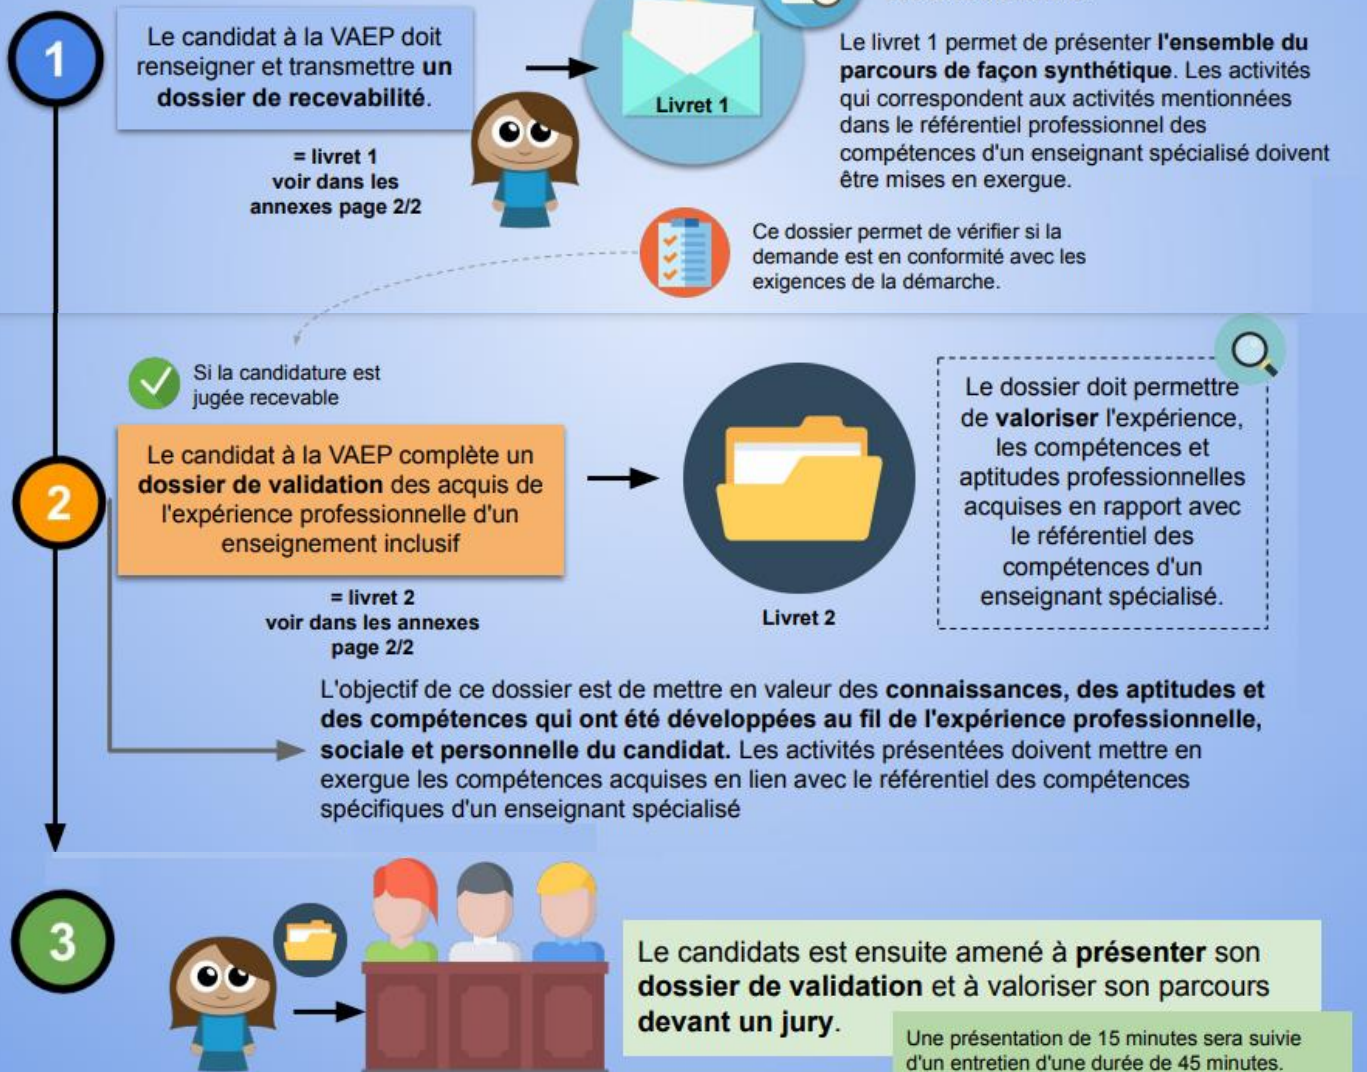 1
Le candidat à la VAEP doit
renseigner et transmettre un
dossier de recevabilité.
= livret 1
voir dans les
annexes page 2/2
Livret 1
Le livret 1 permet de présenter l'ensemble du
parcours de façon synthétique. Les activités
qui correspondent aux activités mentionnées
dans le référentiel professionnel des
compétences d'un enseignant spécialisé doivent
être mises en exergue.
Ce dossier permet de vérifier si la
demande est en conformité avec les
exigences de la démarche.
Si la candidature est
jugée recevable
2
Le candidat à la VAEP complète un
dossier de validation des acquis de
l'expérience professionnelle d'un
enseignement inclusif
= livret 2
voir dans les annexes
page 2/2
Livret 2
Le dossier doit permettre
de valoriser l'expérience,
les compétences et
aptitudes professionnelles
acquises en rapport avec
le référentiel des
compétences d'un
enseignant spécialisé.
L'objectif de ce dossier est de mettre en valeur des connaissances, des aptitudes et
des compétences qui ont été développées au fil de l'expérience professionnelle,
sociale et personnelle du candidat. Les activités présentées doivent mettre en
exergue les compétences acquises en lien avec le référentiel des compétences
spécifiques d'un enseignant spécialisé
3
Le candidats est ensuite amené à présenter son
dossier de validation et à valoriser son parcours
devant un jury.
Une présentation de 15 minutes sera suivie
d'un entretien d'une durée de 45 minutes.